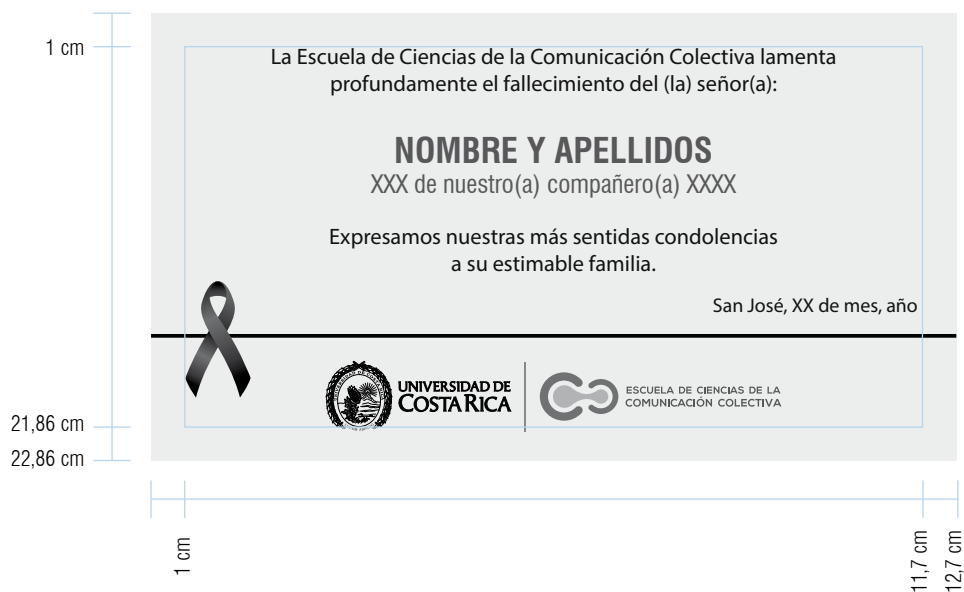 1 cm
La Escuela de Ciencias de la Comunicación Colectiva lamenta
profundamente el fallecimiento del (la) señor(a):
NOMBRE Y APELLIDOS
XXX de nuestro(a) compañero(a) XXXX
Expresamos nuestras más sentidas condolencias
a su estimable familia.
San José, XX de mes, año
UNIVERSIDAD DE
COSTA RICA
ESCUELA DE CIENCIAS DE LA
COMUNICACIÓN COLECTIVA
21,86 cm
22,86 cm
1 cm
11,7 cm
12,7 cm